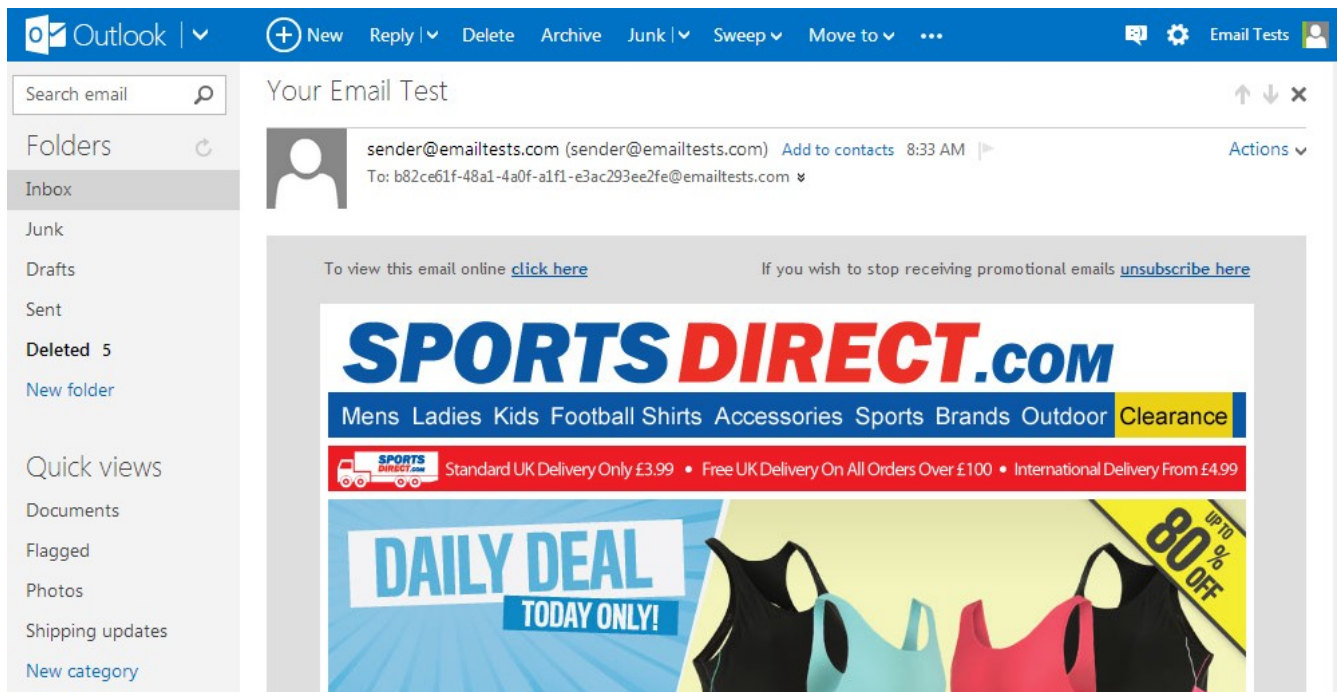 Outlook
New Reply Delete Archive Junk Sweep Move to ••• Email Tests
Search email
Folders
Inbox
Junk
Drafts
Sent
Deleted 5
New folder
Quick views
Documents
Flagged
Photos
Shipping updates
New category
Your Email Test
sender@emailtests.com (sender@emailtests.com) Add to contacts 8:33 AM
Actions
To: b82ce61f-48a1-4a0f-a1f1-e3ac293ee2fe@emailtests.com
To view this email online click here If you wish to stop receiving promotional emails unsubscribe here
SPORTSDIRECT.COM
Mens Ladies Kids Football Shirts Accessories Sports Brands Outdoor Clearance
SPORTS
DIRECT.com
Standard UK Delivery Only £3.99 • Free UK Delivery On All Orders Over £100 • International Delivery From £4.99
DAILY DEAL
TODAY ONLY!
UP TO
80% OFF